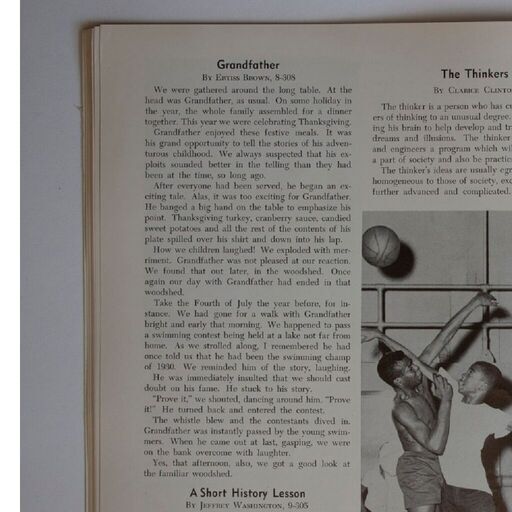 Grandfather
BY ERTISS BROWN, 8-308
We were gathered around the long table. At the
head was Grandfather, as usual. On some holiday
in the year, the whole family assembled for a dinner
together. This year we were celebrating Thanksgiving.
Grandfather enjoyed these festive meals. It was
his grand opportunity to tell the stories of his adven-
turous childhood. We always suspected that his ex-
ploits sounded better in the telling than they had
been at the time, so long ago.
After everyone had been served, he began an ex-
citing tale. Alas, it was too exciting for Grandfather.
He banged a big hand on the table to emphasize his
point. Thanksgiving turkey, cranberry sauce, candied
sweet potatoes and all the rest of the contents of his
plate spilled over his shirt and down into his lap.
How we children laughed! We exploded with mer-
riment. Grandfather was not pleased at our reaction.
We found that out later, in the woodshed. Once
again our day with Grandfather had ended in that
woodshed.
Take the Fourth of July the year before, for in-
stance. We had gone for a walk with Grandfather
bright and early that morning. We happened to pass
a swimming contest being held at a lake not far from
home. As we strolled along, I remembered he had
once told us that he had been the swimming champ
of 1930. We reminded him of the story, laughing.
He was immediately insulted that we should cast
doubt on his fame. He stuck to his story.
"Prove it," we shouted, dancing around him. "Prove
it!" He turned back and entered the contest.
The whistle blew and the contestants dived in.
Grandfather was instantly passed by the young swim-
mers. When he came out at last, gasping, we were
on the bank overcome with laughter.
Yes, that afternoon, also, we got a good look at
the familiar woodshed.
A Short History Lesson
BY JEFFREY WASHINGTON, 9-305
The Thinkers
BY CLARICE CLINTO
The thinker is a person who has
ers of thinking to an unusual degree.
ing his brain to help develop and
dreams and illusions. The thinker
and engineers a program which wil
a part of society and also be practic
The thinker's ideas are usually
homogeneous to those of society,
further advanced and complicated.